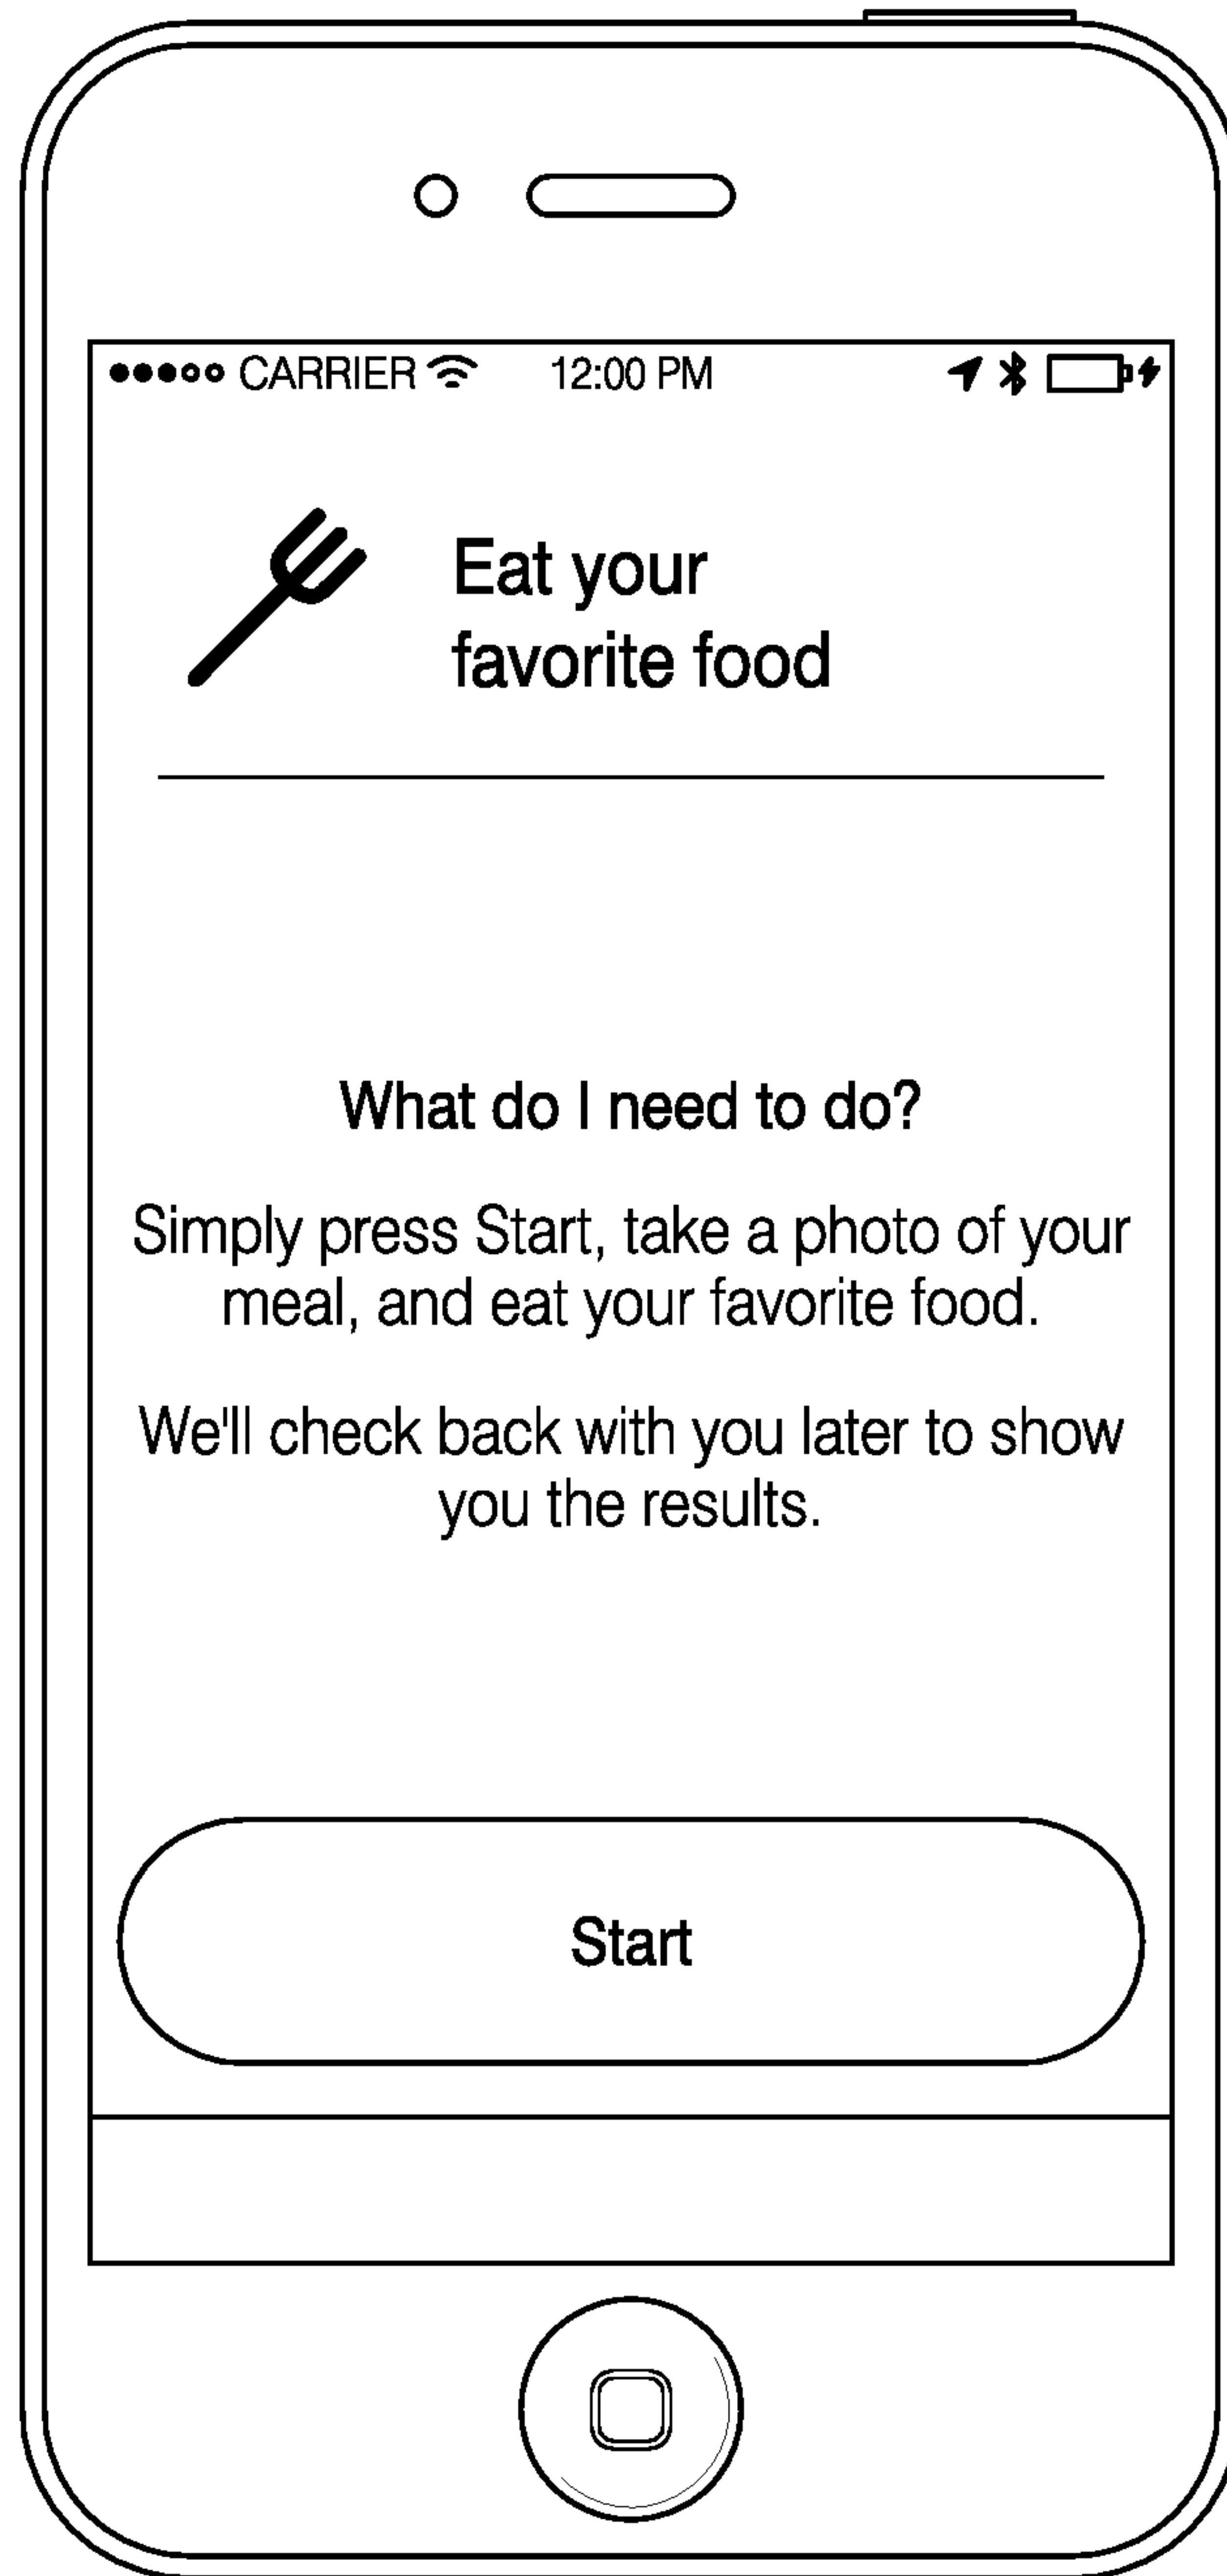 CARRIER 12:00 PM
Eat your
favorite food
What do I need to do?
Simply press Start, take a photo of your
meal, and eat your favorite food.
We'll check back with you later to show
you the results.
Start